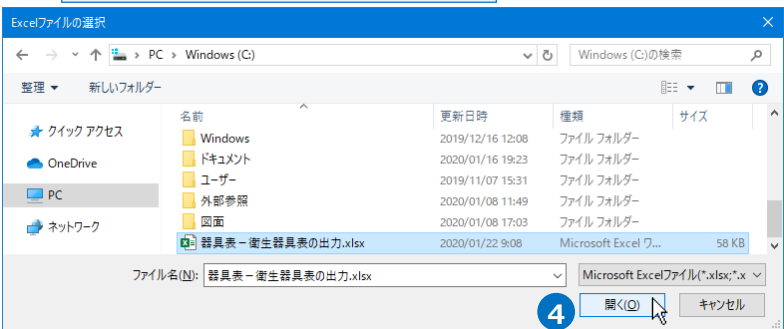 Excelファイルの選択
PC › Windows (C:)
Windows (C:)の検索
整理 新しいフォルダー
名前 更新日時 種類 サイズ
クイック アクセス
OneDrive
PC
ネットワーク
Windows 2019/12/16 12:08 ファイル フォルダー
ドキュメント 2020/01/16 19:23 ファイル フォルダー
ユーザー 2019/11/07 15:31 ファイル フォルダー
外部参照 2020/01/08 11:49 ファイル フォルダー
図面 2020/01/08 17:03 ファイル フォルダー
器具表－衛生器具表の出力.xlsx 2020/01/22 9:08 Microsoft Excel ワ... 58 KB
ファイル名(N): 器具表－衛生器具表の出力.xlsx Microsoft Excelファイル(*.xlsx;*.x
4 開く(O) キャンセル